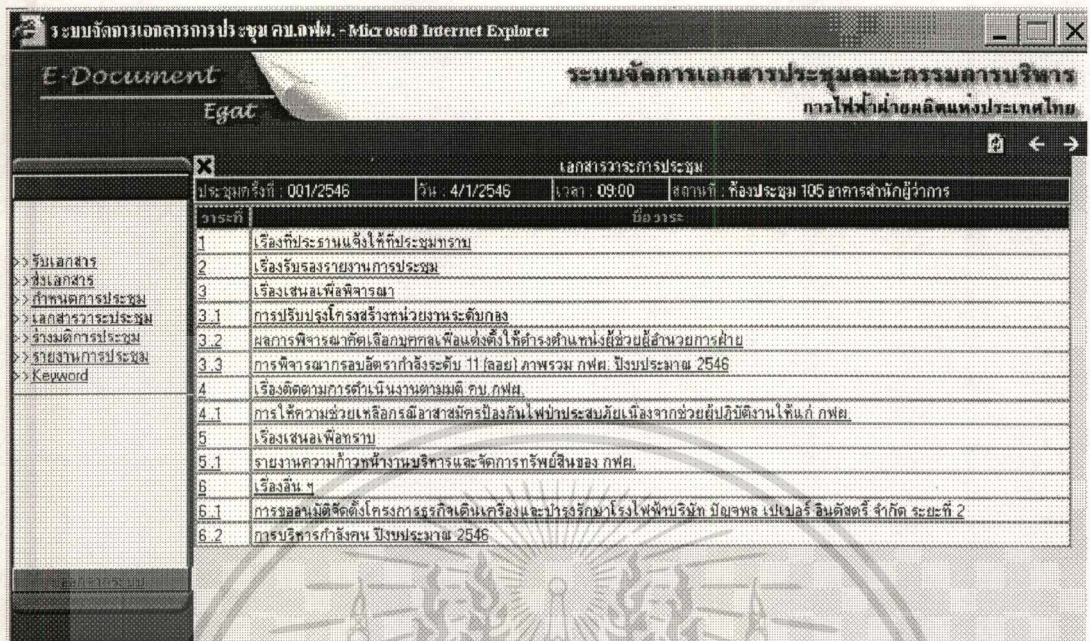 ระบบจัดการเอกสารการประชุม คบ.กฟผ. - Microsoft Internet Explorer
E-Document
Egat
ระบบจัดการเอกสารประชุมคณะกรรมการบริหาร
การไฟฟ้าฝ่ายผลิตแห่งประเทศไทย
เอกสารวาระการประชุม
ประชุมครั้งที่ : 001/2546 วัน : 4/1/2546 เวลา : 09:00 สถานที่ : ห้องประชุม 105 อาคารสำนักผู้ว่าการ
วาระที่ ชื่อวาระ
1 เรื่องที่ประธานแจ้งให้ที่ประชุมทราบ
2 เรื่องรับรองรายงานการประชุม
3 เรื่องเสนอเพื่อพิจารณา
3.1 การปรับปรุงโครงสร้างหน่วยงานระดับกอง
3.2 ผลการพิจารณาคัดเลือกบุคคลเพื่อแต่งตั้งให้ดำรงตำแหน่งผู้ช่วยผู้อำนวยการฝ่าย
3.3 การพิจารณากรอบอัตรากำลังระดับ 11 (ลอย) ภาพรวม กฟผ. ปีงบประมาณ 2546
4 เรื่องติดตามการดำเนินงานตามมติ คบ.กฟผ.
4.1 การให้ความช่วยเหลือกรณีอาสาสมัครป้องกันไฟป่าประสบภัยเนื่องจากช่วยผู้ปฏิบัติงานให้แก่ กฟผ.
5 เรื่องเสนอเพื่อทราบ
5.1 รายงานความก้าวหน้างานบริหารและจัดการทรัพย์สินของ กฟผ.
6 เรื่องอื่น ๆ
6.1 การขออนุมัติจัดตั้งโครงการธุรกิจเดินเครื่องและบำรุงรักษาโรงไฟฟ้าบริษัท ปัญจพล เปเปอร์ อินดัสตรี้ จำกัด ระยะที่ 2
6.2 การบริหารกำลังคน ปีงบประมาณ 2546
>>รับเอกสาร
>>ส่งเอกสาร
>>กำหนดการประชุม
>>เอกสารวาระประชุม
>>ร่างมติการประชุม
>>รายงานการประชุม
>>Keyword
ออกจากระบบ